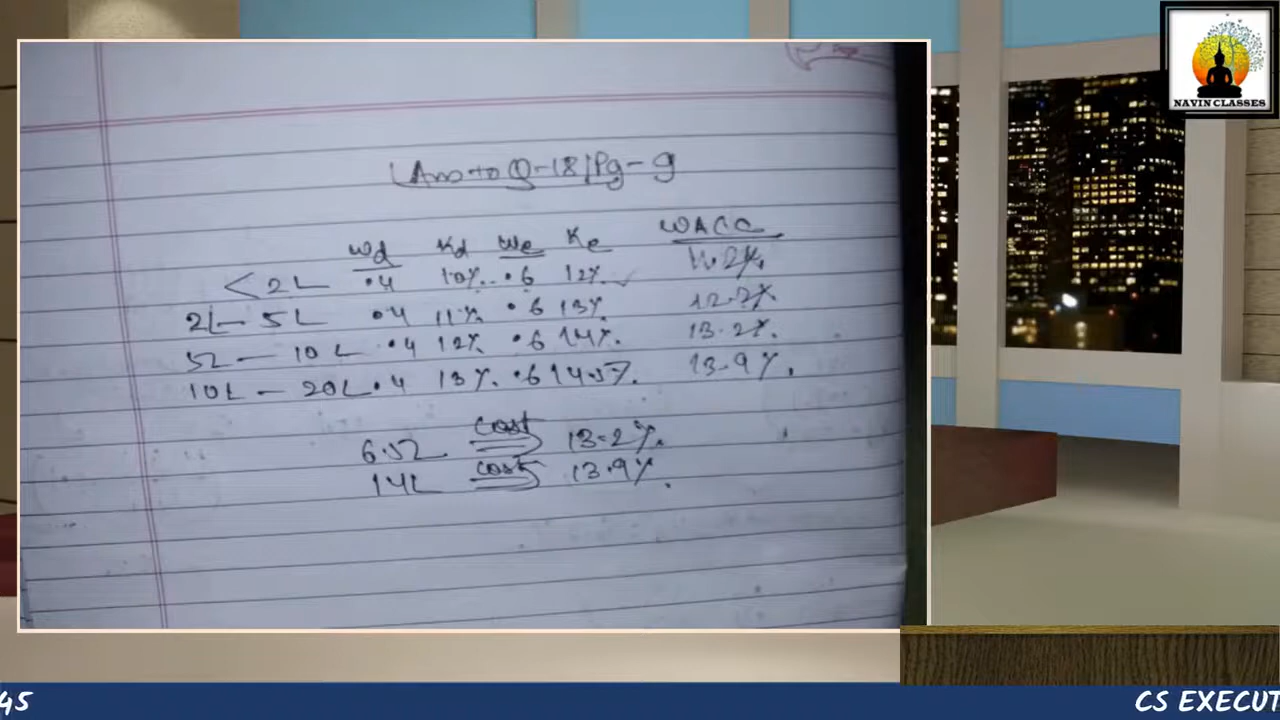 NAVIN CLASSES
Ans to Q-18/Pg-9
Wd Kd We Ke WACC
< 2L .4 10%. .6 12% 11.2%
2L - 5L .4 11% .6 13% 12.2%
5L - 10L .4 12% .6 14% 13.2%
10L - 20L .4 13% .6 14.5% 13.9%
6.5L cost 13.2%
14L cost 13.9%
45
CS EXECUT